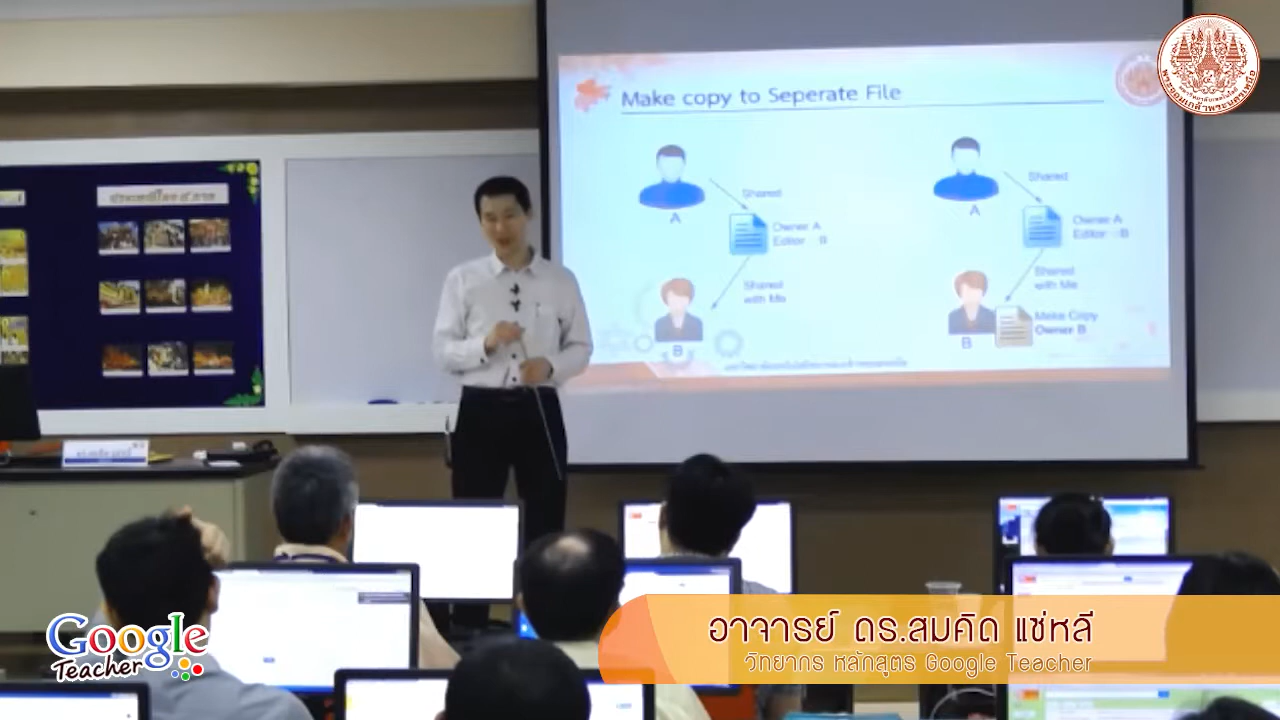 Make copy to Seperate File
Shared
A
Owner A
Editor B
Shared
with Me
B
Shared
A
Owner A
Editor B
Shared
with Me
Make Copy
Owner B
B
Google
Teacher
อาจารย์ ดร.สมคิด แซ่หลี
วิทยากร หลักสูตร Google Teacher